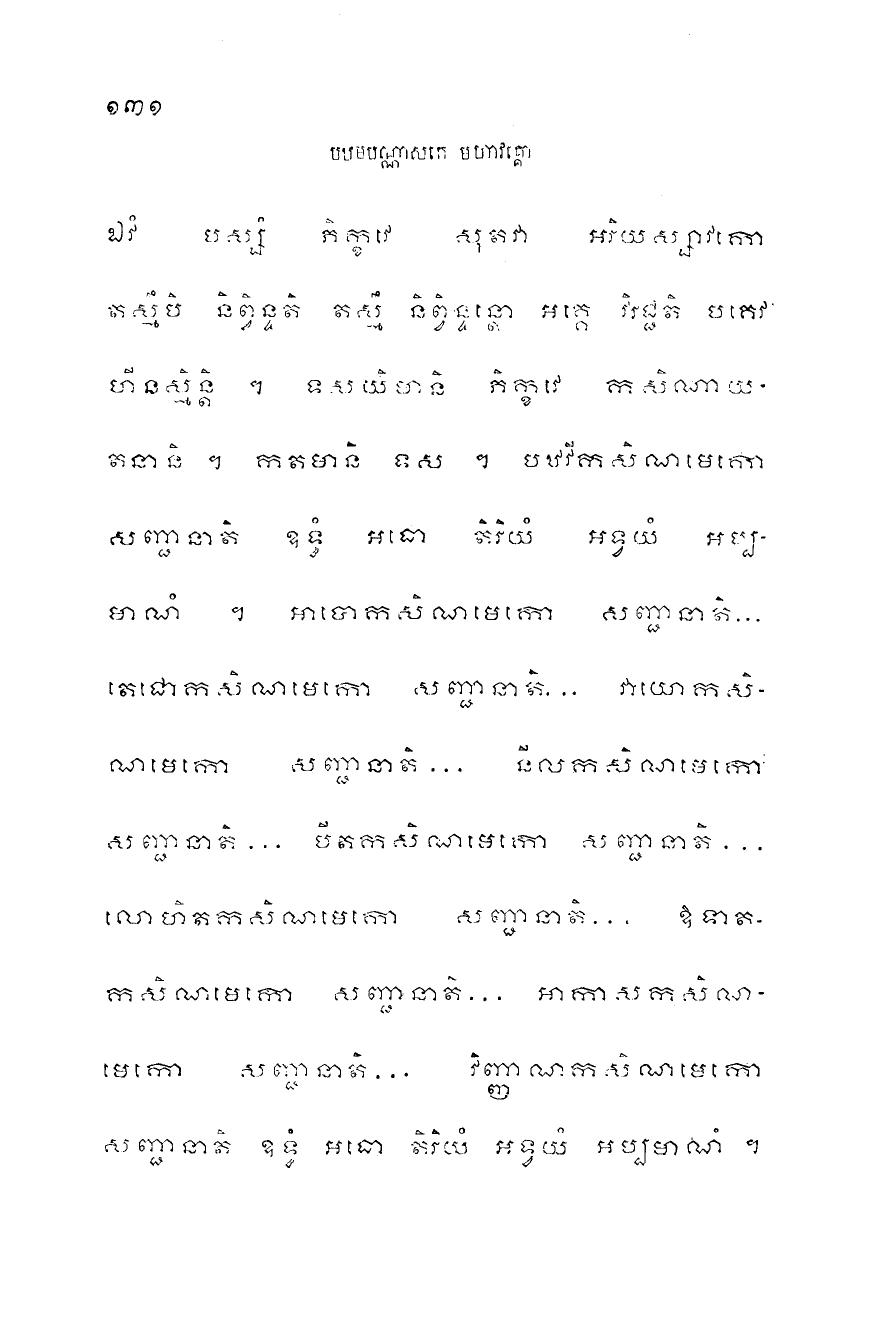 ១៣១
បឋមបណ្ណាសកេ មហាវគ្គោ
ឯវំ បស្សំ ភិក្ខវេ សុតវា អរិយស្សាវកោ
តស្មឹបិ និព្វិន្ទតិ តស្មឹ និព្វិន្ទន្តោ អគ្គេ វិរជ្ជតិ បគេវ
ហីនស្មិន្តិ ។ ទសយិមានិ ភិក្ខវេ កសិណាយ-
តនានិ ។ កតមានិ ទស ។ បឋវីកសិណមេកោ
សញ្ជានាតិ ឧទ្ធំ អធោ តិរិយំ អទ្វយំ អប្ប-
មាណំ ។ អាបោកសិណមេកោ សញ្ជានាតិ...
តេជោកសិណមេកោ សញ្ជានាតិ... វាយោកសិ-
ណមេកោ សញ្ជានាតិ... នីលកសិណមេកោ
សញ្ជានាតិ... បីតកសិណមេកោ សញ្ជានាតិ...
លោហិតកសិណមេកោ សញ្ជានាតិ... ឱទាត-
កសិណមេកោ សញ្ជានាតិ... អាកាសកសិណ-
មេកោ សញ្ជានាតិ... វិញ្ញាណកសិណមេកោ
សញ្ជានាតិ ឧទ្ធំ អធោ តិរិយំ អទ្វយំ អប្បមាណំ ។